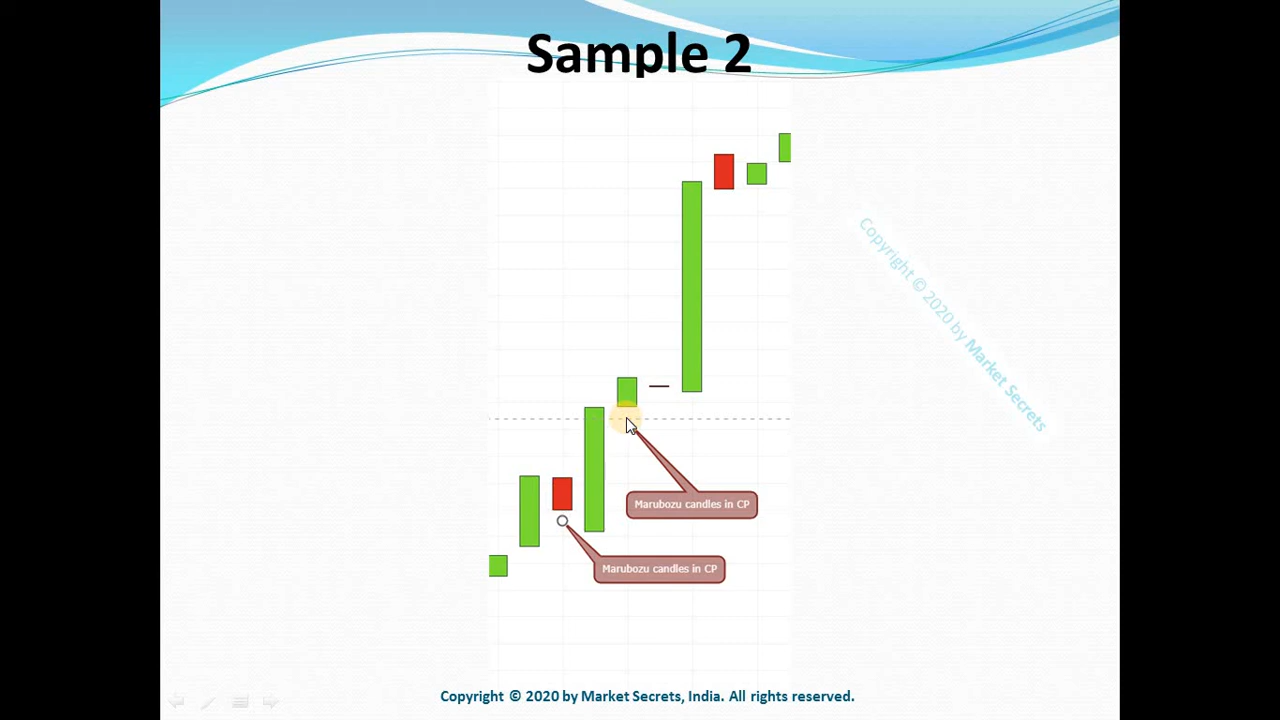 Sample 2
Copyright © 2020 by Market Secrets
Marubozu candles in CP
Marubozu candles in CP
Copyright © 2020 by Market Secrets, India. All rights reserved.